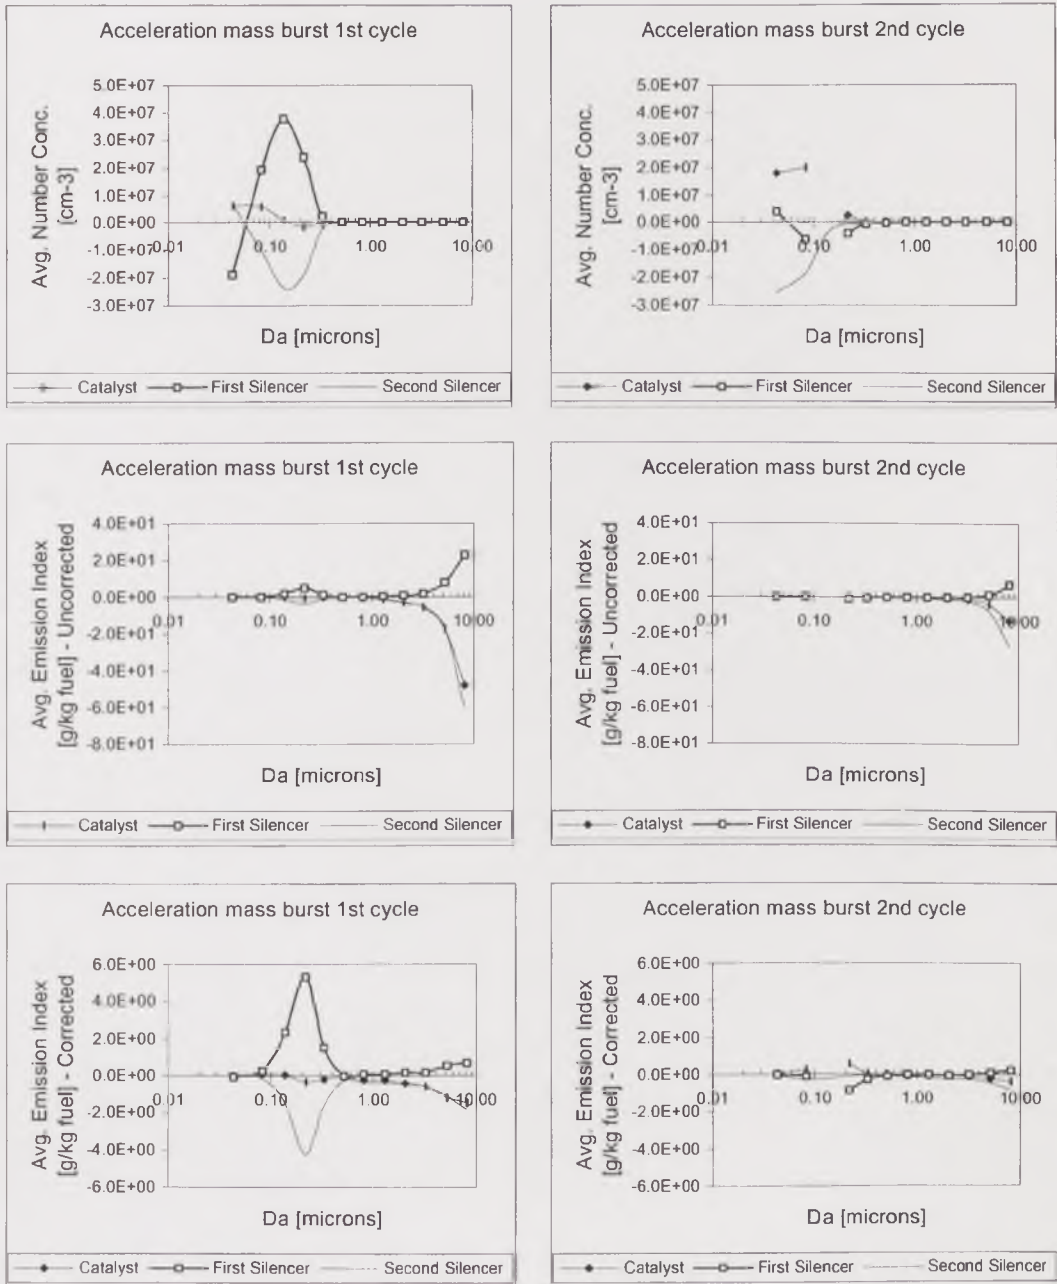 Acceleration mass burst 1st cycle
Avg. Number Conc.
[cm-3]
5.0E+07
4.0E+07
3.0E+07
2.0E+07
1.0E+07
0.0E+00
-1.0E+07
-2.0E+07
-3.0E+07
0.01 0.10 1.00 10.00
Da [microns]
Catalyst First Silencer Second Silencer
Acceleration mass burst 2nd cycle
Avg. Number Conc.
[cm-3]
5.0E+07
4.0E+07
3.0E+07
2.0E+07
1.0E+07
0.0E+00
-1.0E+07
-2.0E+07
-3.0E+07
0.01 0.10 1.00 10.00
Da [microns]
Catalyst First Silencer Second Silencer
Acceleration mass burst 1st cycle
Avg. Emission Index
[g/kg fuel] - Uncorrected
4.0E+01
2.0E+01
0.0E+00
-2.0E+01
-4.0E+01
-6.0E+01
-8.0E+01
0.01 0.10 1.00 10.00
Da [microns]
Catalyst First Silencer Second Silencer
Acceleration mass burst 2nd cycle
Avg. Emission Index
[g/kg fuel] - Uncorrected
4.0E+01
2.0E+01
0.0E+00
-2.0E+01
-4.0E+01
-6.0E+01
-8.0E+01
0.01 0.10 1.00 10.00
Da [microns]
Catalyst First Silencer Second Silencer
Acceleration mass burst 1st cycle
Avg. Emission Index
[g/kg fuel] - Corrected
6.0E+00
4.0E+00
2.0E+00
0.0E+00
-2.0E+00
-4.0E+00
-6.0E+00
0.01 0.10 1.00 10.00
Da [microns]
Catalyst First Silencer Second Silencer
Acceleration mass burst 2nd cycle
Avg. Emission Index
[g/kg fuel] - Corrected
6.0E+00
4.0E+00
2.0E+00
0.0E+00
-2.0E+00
-4.0E+00
-6.0E+00
0.01 0.10 1.00 10.00
Da [microns]
Catalyst First Silencer Second Silencer